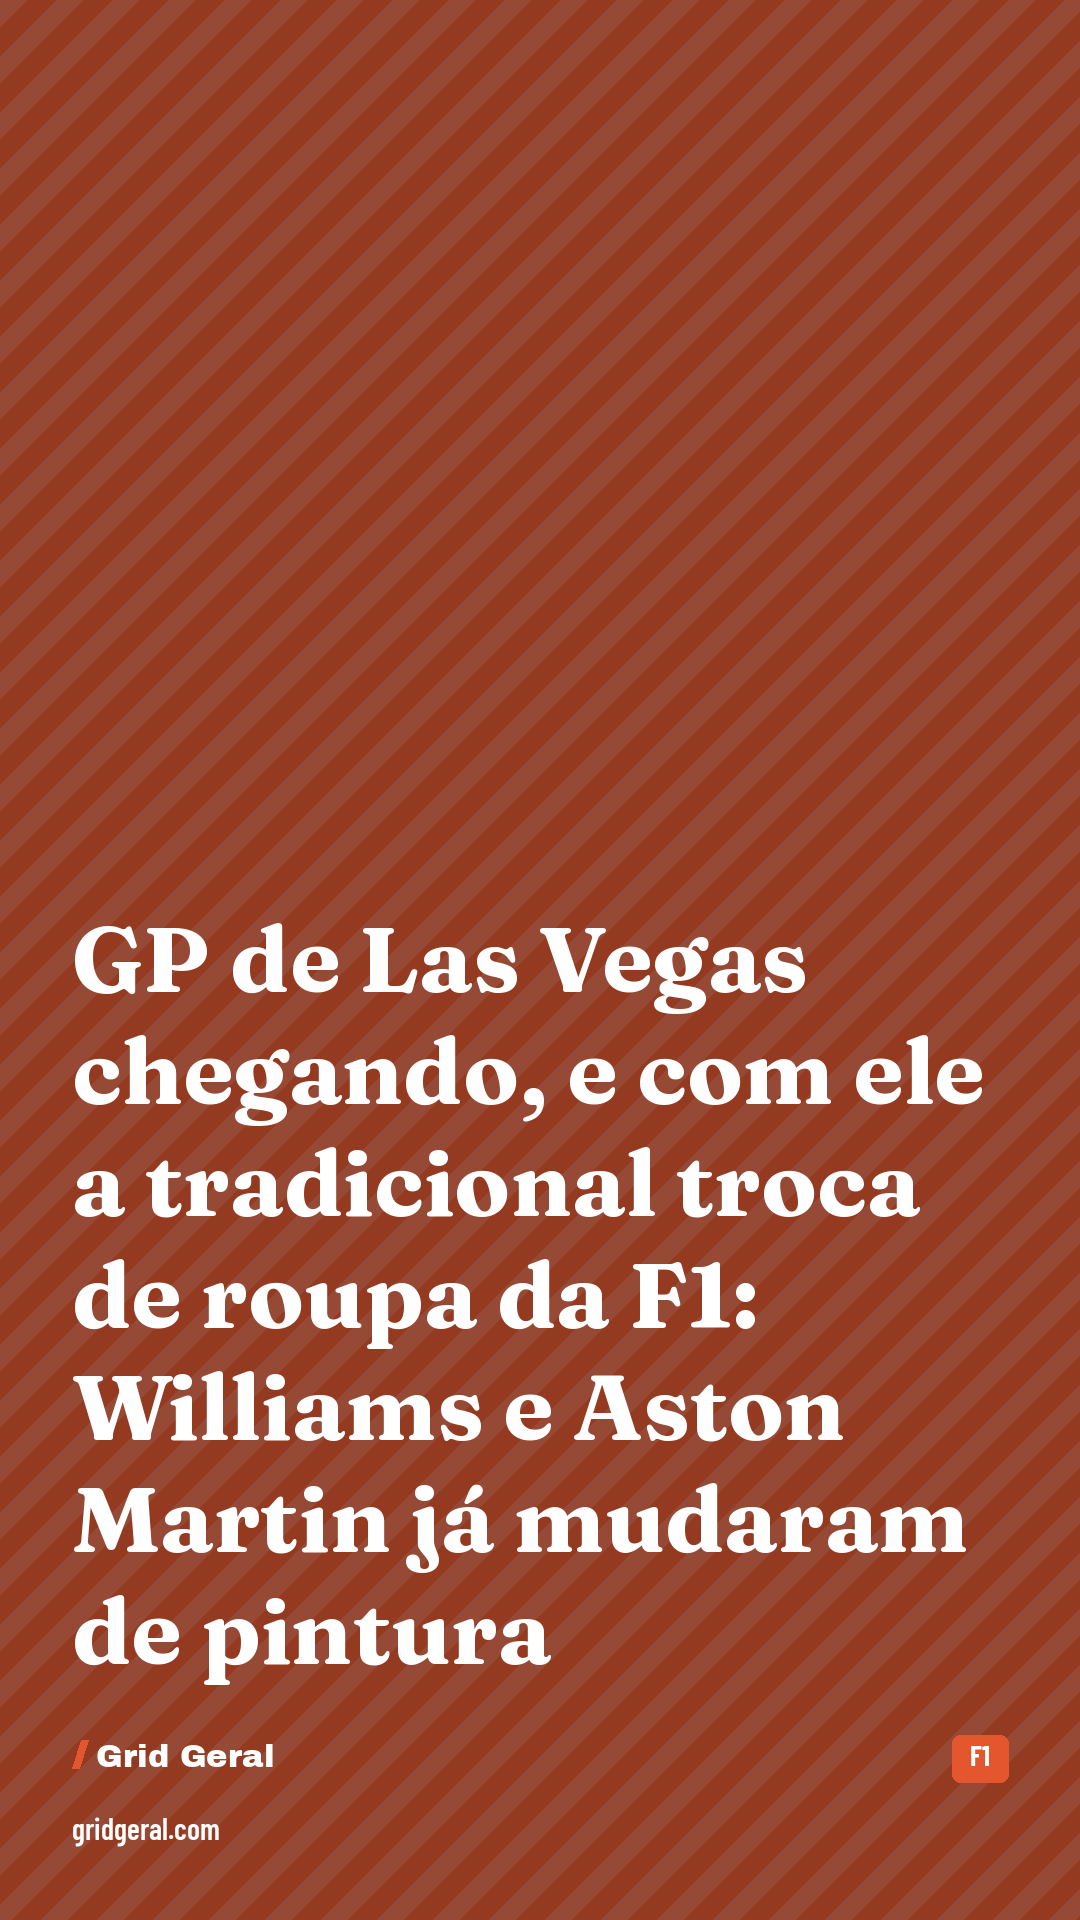 GP de Las Vegas
chegando, e com ele
a tradicional troca
de roupa da F1:
Williams e Aston
Martin já mudaram
de pintura
/ Grid Geral
F1
gridgeral.com